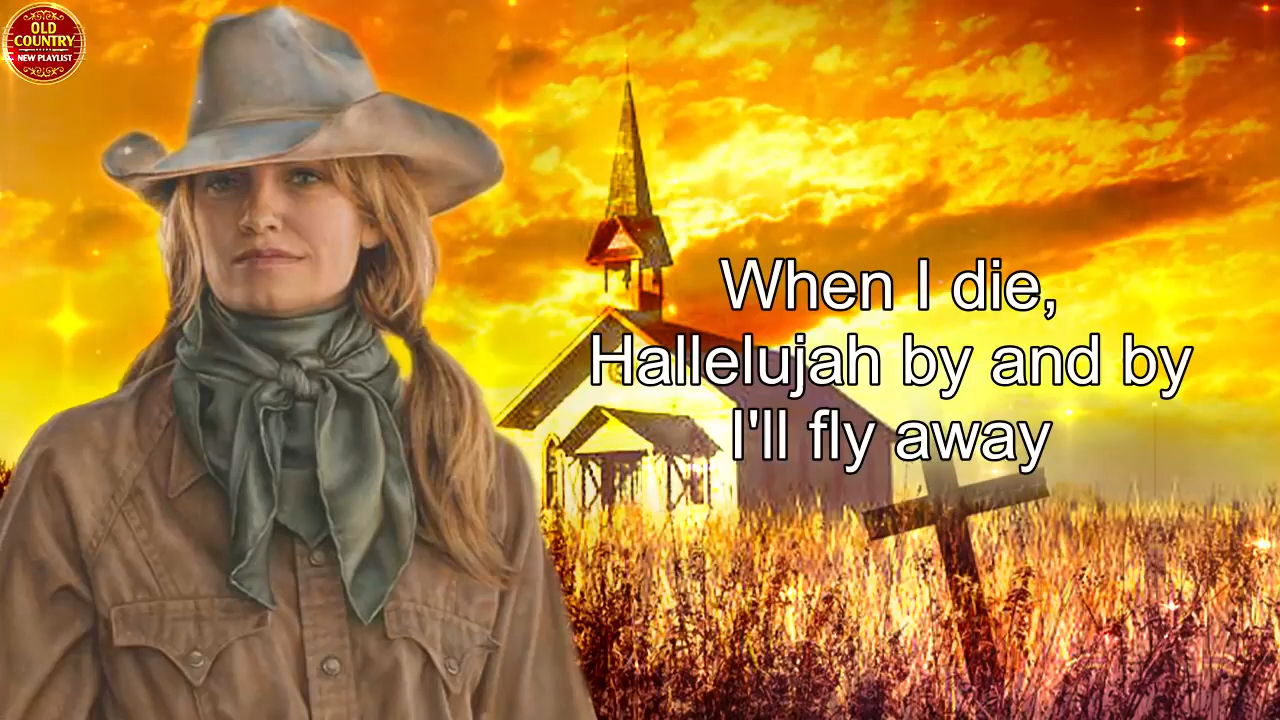 OLD
COUNTRY
NEW PLAYLIST
When I die,
Hallelujah by and by
I'll fly away